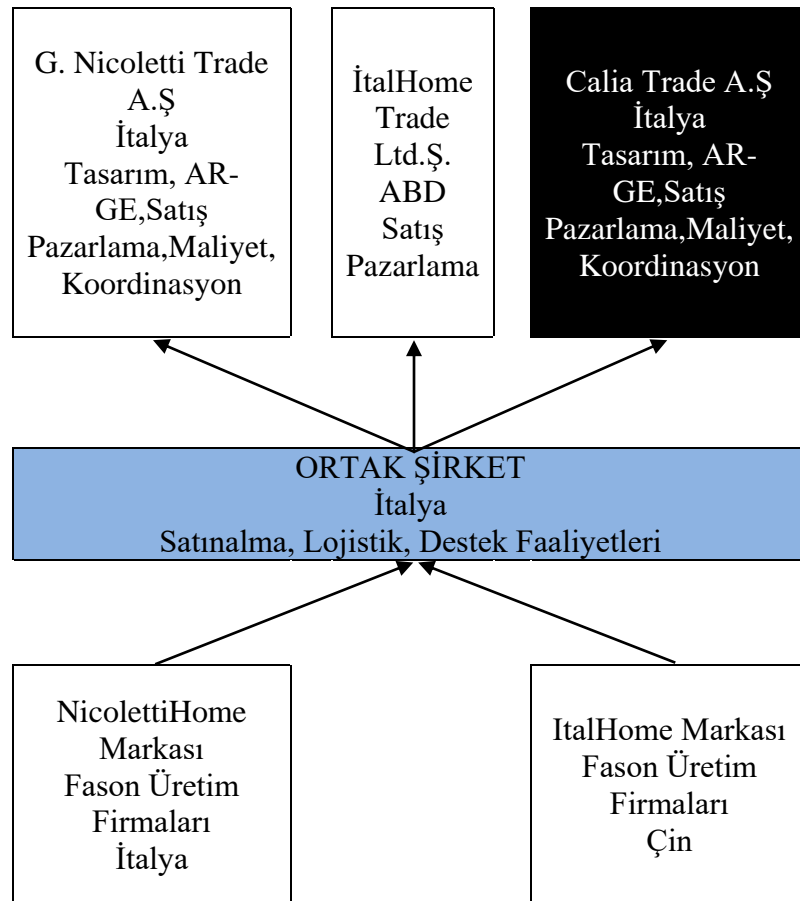 G. Nicoletti Trade
A.Ş
İtalya
Tasarım, AR-
GE,Satış
Pazarlama,Maliyet,
Koordinasyon
İtalHome
Trade
Ltd.Ş.
ABD
Satış
Pazarlama
Calia Trade A.Ş
İtalya
Tasarım, AR-
GE,Satış
Pazarlama,Maliyet,
Koordinasyon
ORTAK ŞİRKET
İtalya
Satınalma, Lojistik, Destek Faaliyetleri
NicolettiHome
Markası
Fason Üretim
Firmaları
İtalya
ItalHome Markası
Fason Üretim
Firmaları
Çin